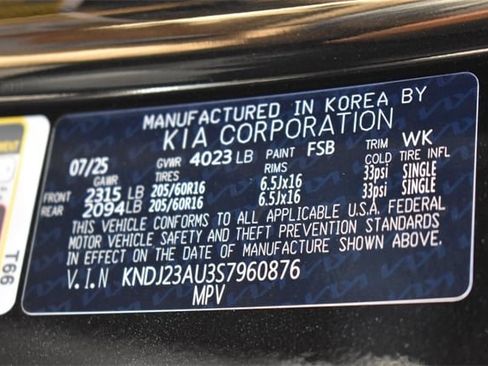 MANUFACTURED IN KOREA BY
KIA CORPORATION
07/25 GVWR 4023 LB PAINT FSB TRIM WK
GAWR TIRES RIMS COLD TIRE INFL
FRONT 2315 LB 205/60R16 6.5Jx16 33psi SINGLE
REAR 2094 LB 205/60R16 6.5Jx16 33psi SINGLE
THIS VEHICLE CONFORMS TO ALL APPLICABLE U.S.A. FEDERAL
MOTOR VEHICLE SAFETY AND THEFT PREVENTION STANDARDS
IN EFFECT ON THE DATE OF MANUFACTURE SHOWN ABOVE.
V.I.N KNDJ23AU3S7960876
MPV
T66